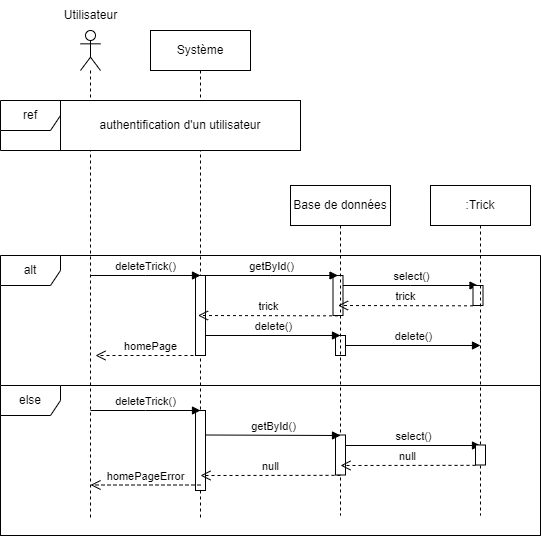 Utilisateur
Système
ref
authentification d'un utilisateur
Base de données
:Trick
alt
deleteTrick()
getById()
select()
trick
trick
delete()
delete()
homePage
else
deleteTrick()
getById()
select()
null
null
homePageError